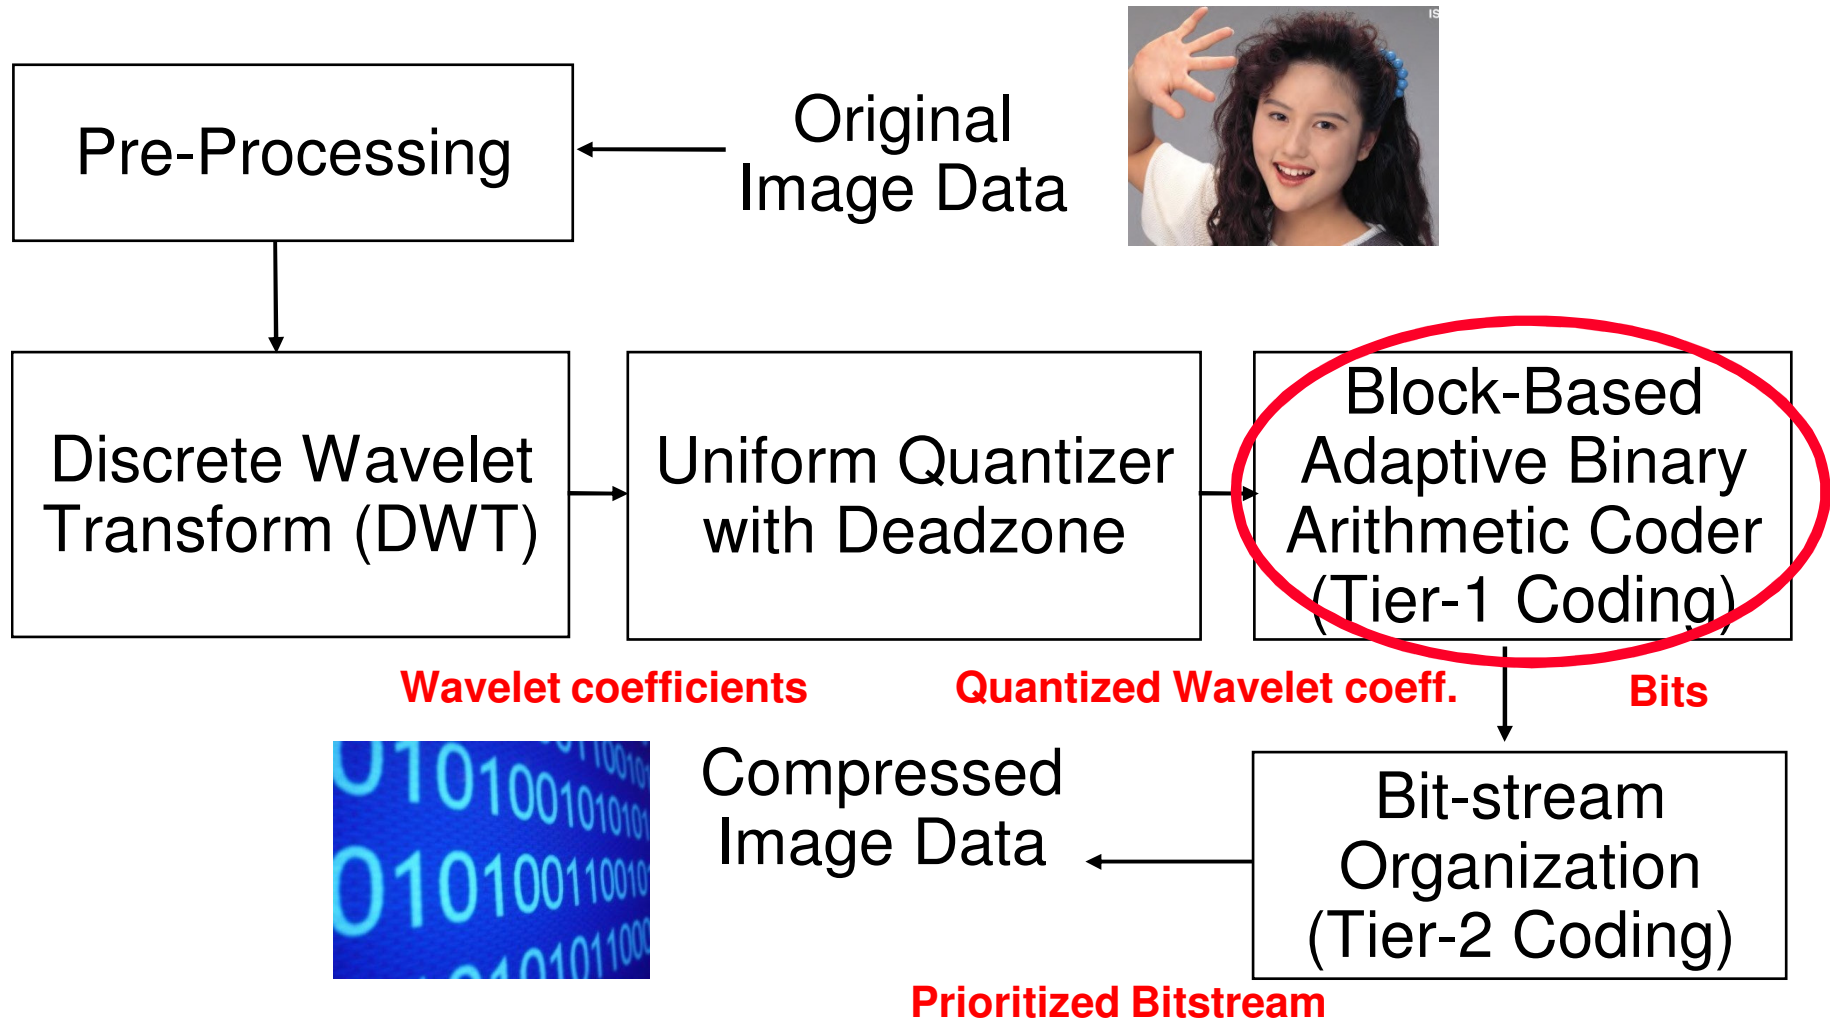 IS
Pre-Processing
Original
Image Data
Discrete Wavelet
Transform (DWT)
Uniform Quantizer
with Deadzone
Block-Based
Adaptive Binary
Arithmetic Coder
(Tier-1 Coding)
Wavelet coefficients
Quantized Wavelet coeff.
Bits
Compressed
Image Data
Bit-stream
Organization
(Tier-2 Coding)
Prioritized Bitstream